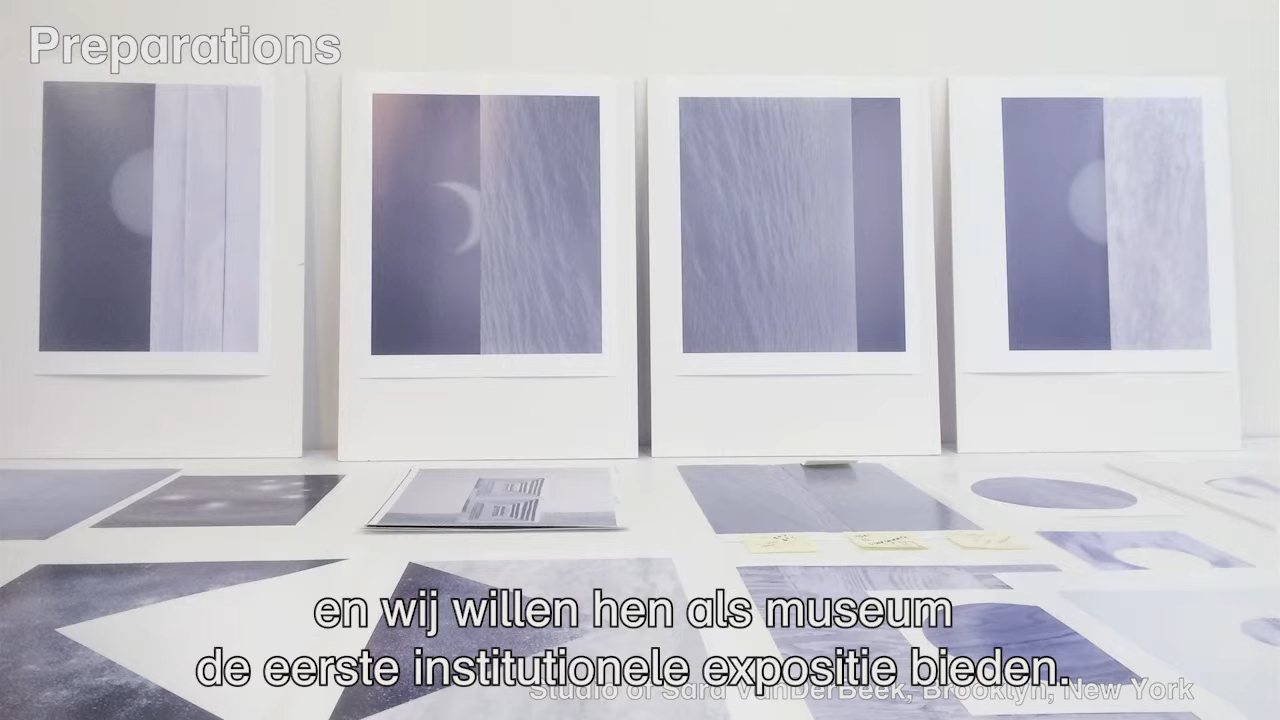 Preparations
en wij willen hen als museum
de eerste institutionele expositie bieden.
Studio of Sara VanDerBeek, Brooklyn, New York